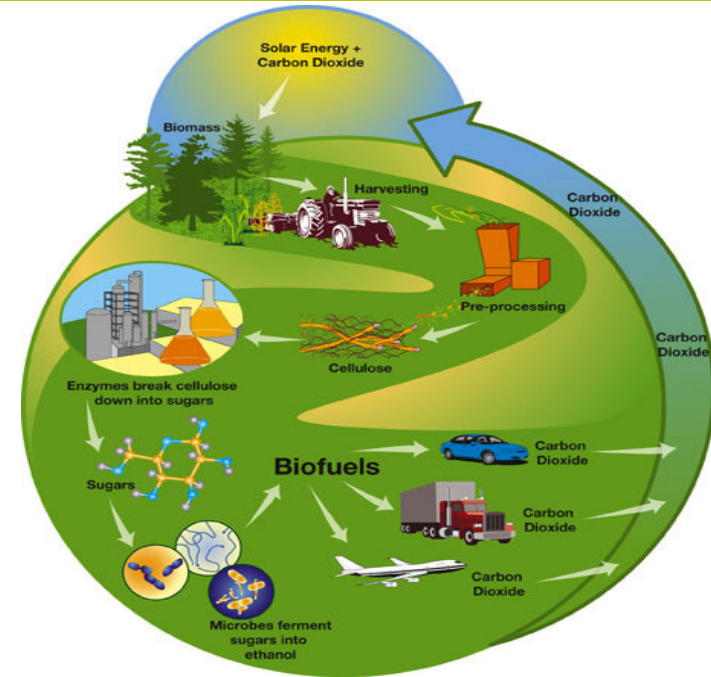 Solar Energy +
Carbon Dioxide
Biomass
Harvesting
Carbon
Dioxide
Pre-processing
Carbon
Dioxide
Cellulose
Enzymes break cellulose
down into sugars
Sugars
Biofuels
Carbon
Dioxide
Carbon
Dioxide
Carbon
Dioxide
Microbes ferment
sugars into
ethanol